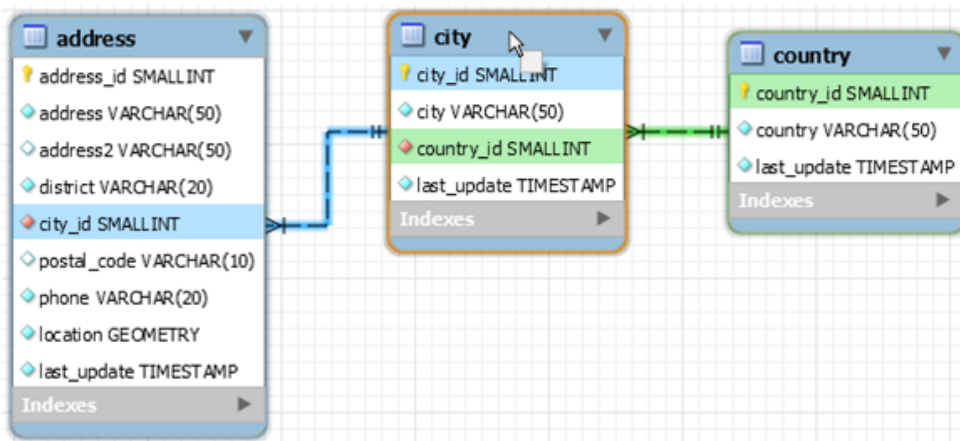 address
address_id SMALLINT
address VARCHAR(50)
address2 VARCHAR(50)
district VARCHAR(20)
city_id SMALLINT
postal_code VARCHAR(10)
phone VARCHAR(20)
location GEOMETRY
last_update TIMESTAMP
Indexes
city
city_id SMALLINT
city VARCHAR(50)
country_id SMALLINT
last_update TIMESTAMP
Indexes
country
country_id SMALLINT
country VARCHAR(50)
last_update TIMESTAMP
Indexes